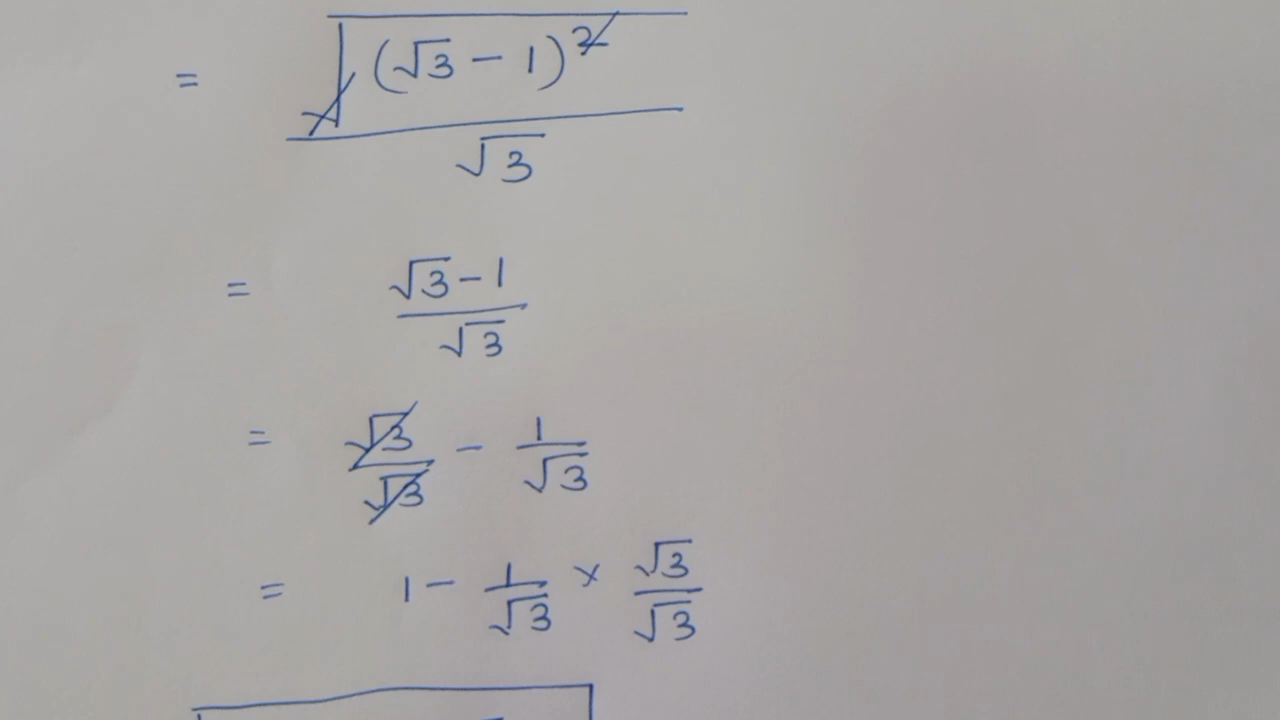 = √(√3 - 1)² / √3
= √3 - 1 / √3
= √3 / √3 - 1 / √3
= 1 - 1 / √3 × √3 / √3